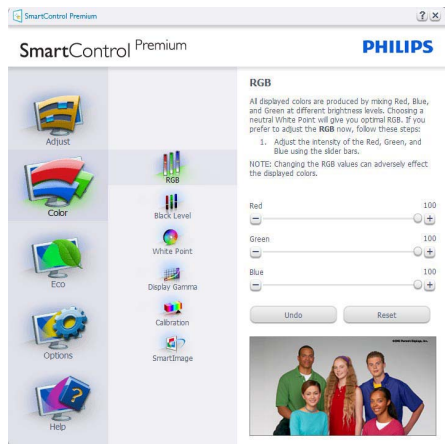 SmartControl Premium
? X
SmartControl Premium
PHILIPS
Adjust
Color
Eco
Options
Help
RGB
Black Level
White Point
Display Gamma
Calibration
SmartImage
RGB
All displayed colors are produced by mixing Red, Blue,
and Green at different brightness levels. Choosing a
neutral White Point will give you optimal RGB. If you
prefer to adjust the RGB now, follow these steps:
1. Adjust the intensity of the Red, Green, and
Blue using the slider bars.
NOTE: Changing the RGB values can adversely effect
the displayed colors.
Red 100
Green 100
Blue 100
Undo Reset